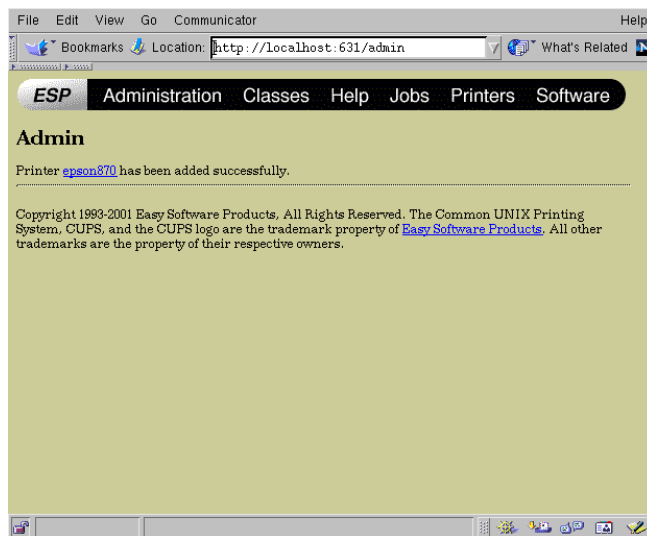 File Edit View Go Communicator Help
Bookmarks Location: http://localhost:631/admin What's Related
ESP Administration Classes Help Jobs Printers Software
Admin
Printer epson870 has been added successfully.
Copyright 1993-2001 Easy Software Products, All Rights Reserved. The Common UNIX Printing
System, CUPS, and the CUPS logo are the trademark property of Easy Software Products. All other
trademarks are the property of their respective owners.